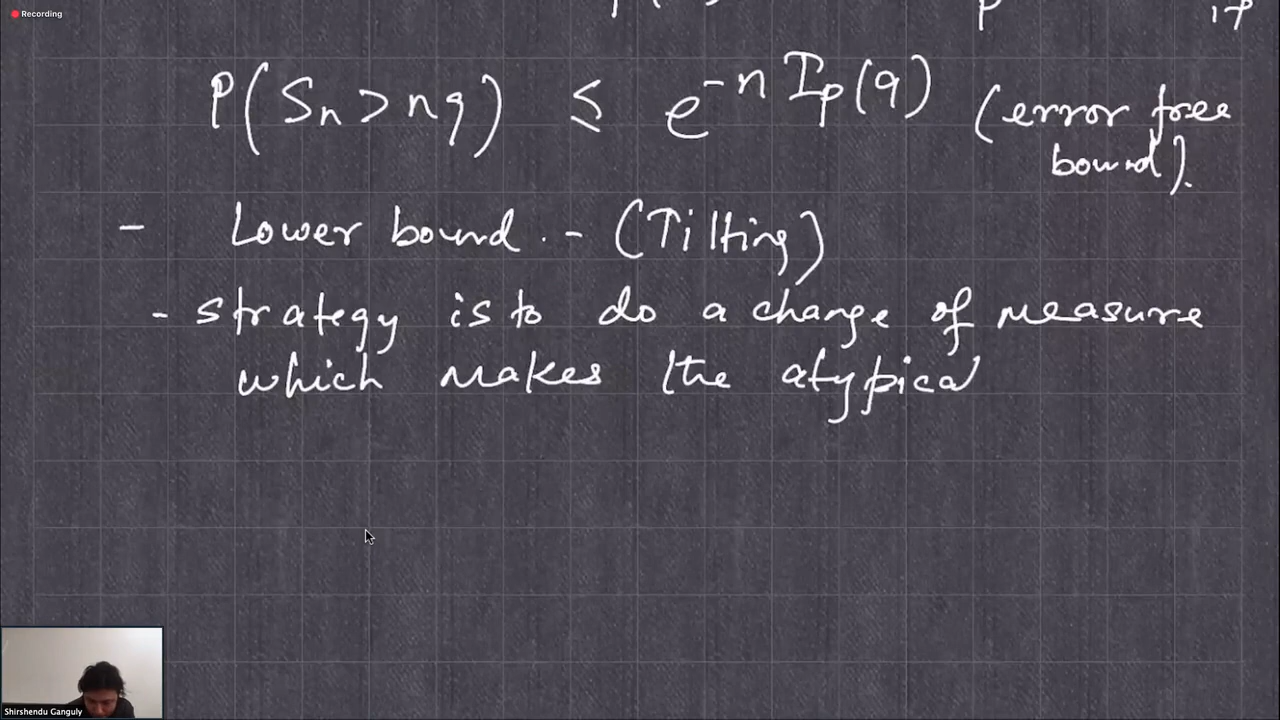 Recording
P(Sn > nq) ≤ e^{-n I_p(q)} (error free
bound).
- Lower bound. - (Tilting)
- strategy is to do a change of measure
which makes the atypical
Shirshendu Ganguly